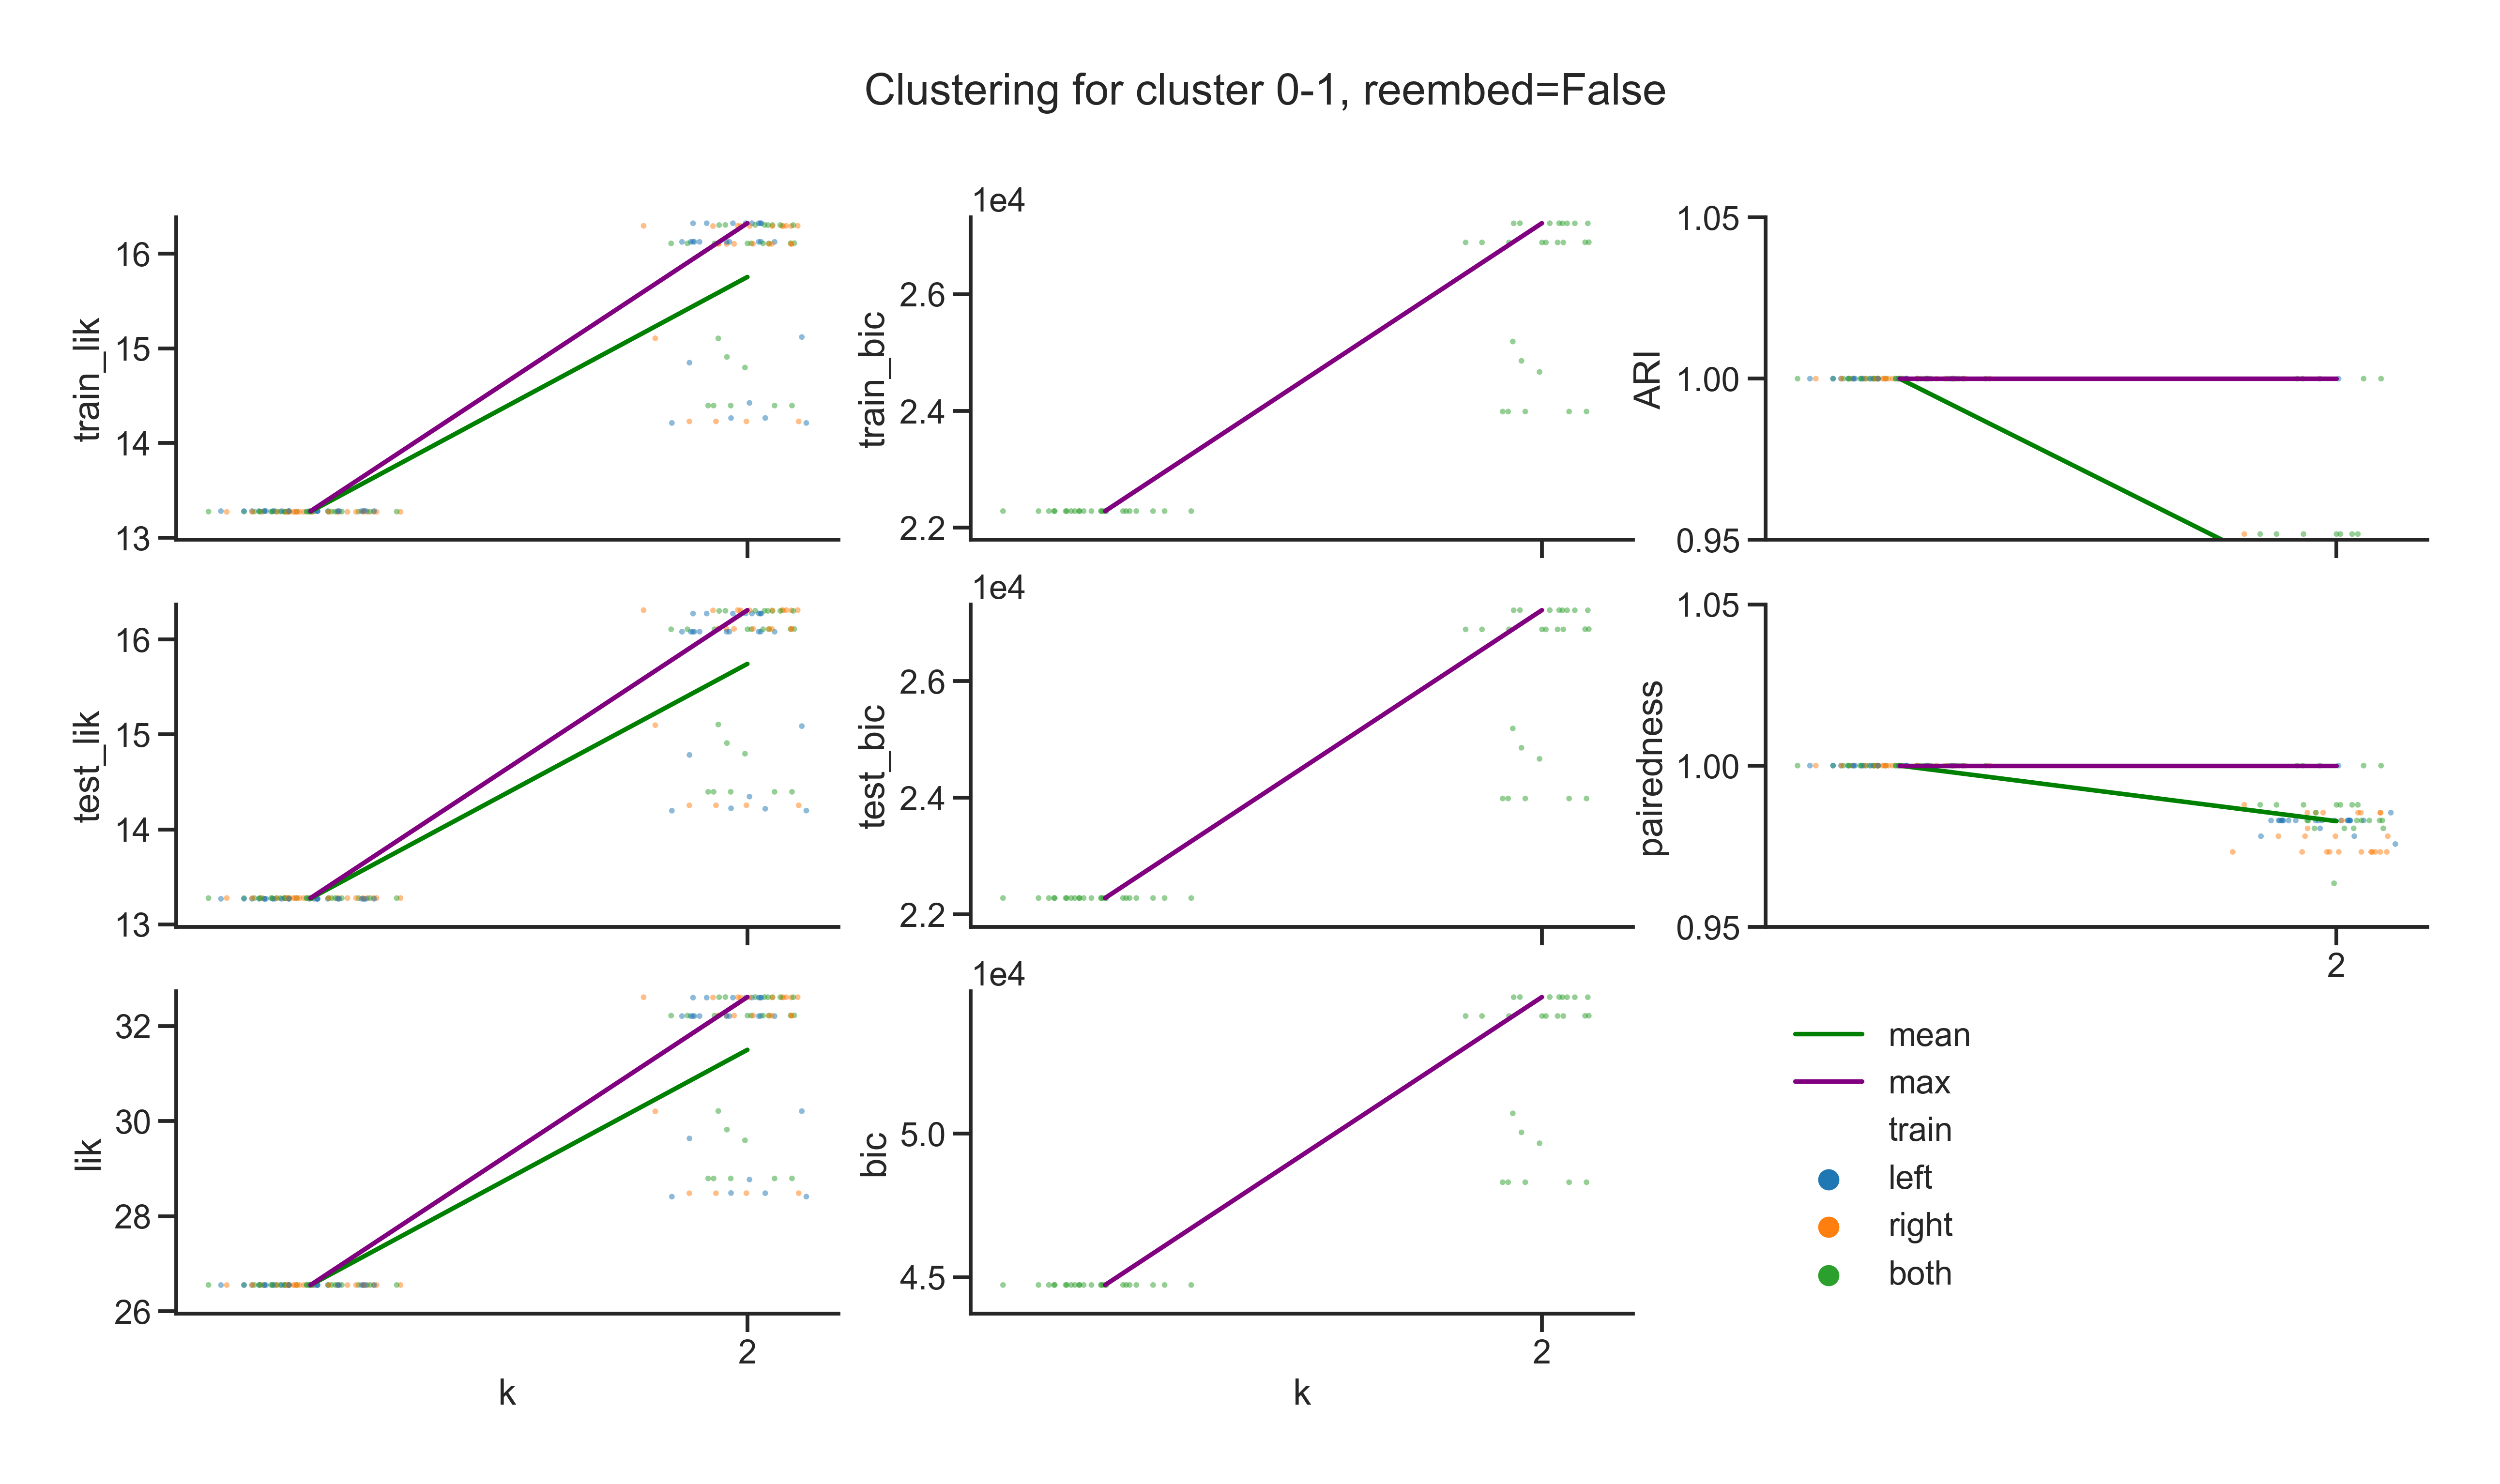 Clustering for cluster 0-1, reembed=False
train_lik
16
15
14
13
1e4
train_bic
2.6
2.4
2.2
ARI
1.05
1.00
0.95
test_lik
16
15
14
13
1e4
test_bic
2.6
2.4
2.2
pairedness
1.05
1.00
0.95
2
lik
32
30
28
26
2
k
1e4
bic
5.0
4.5
2
k
mean
max
train
left
right
both